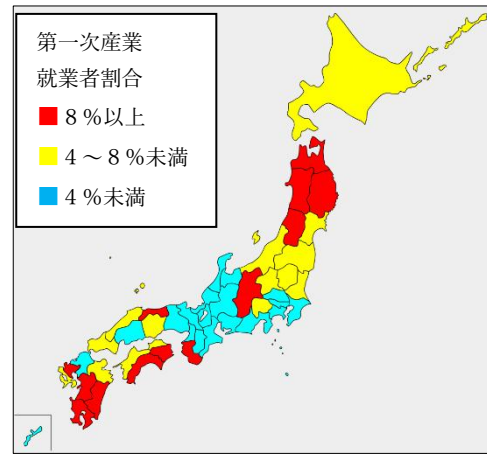 第一次産業
就業者割合
８％以上
４～８％未満
４％未満